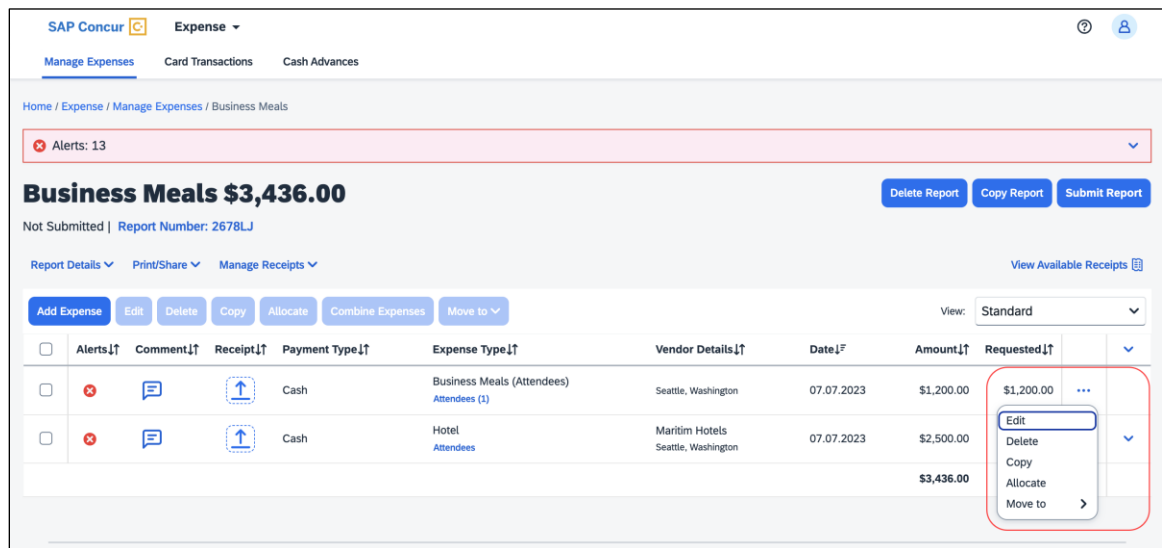 SAP Concur C Expense
Manage Expenses Card Transactions Cash Advances
Home / Expense / Manage Expenses / Business Meals
Alerts: 13
Business Meals $3,436.00
Delete Report Copy Report Submit Report
Not Submitted | Report Number: 2678LJ
Report Details Print/Share Manage Receipts View Available Receipts
Add Expense Edit Delete Copy Allocate Combine Expenses Move to View: Standard
Alerts Comment Receipt Payment Type Expense Type Vendor Details Date Amount Requested
Cash Business Meals (Attendees) Seattle, Washington 07.07.2023 $1,200.00 $1,200.00 ...
Attendees (1)
Cash Hotel Maritim Hotels 07.07.2023 $2,500.00
Attendees Seattle, Washington
$3,436.00
Edit
Delete
Copy
Allocate
Move to